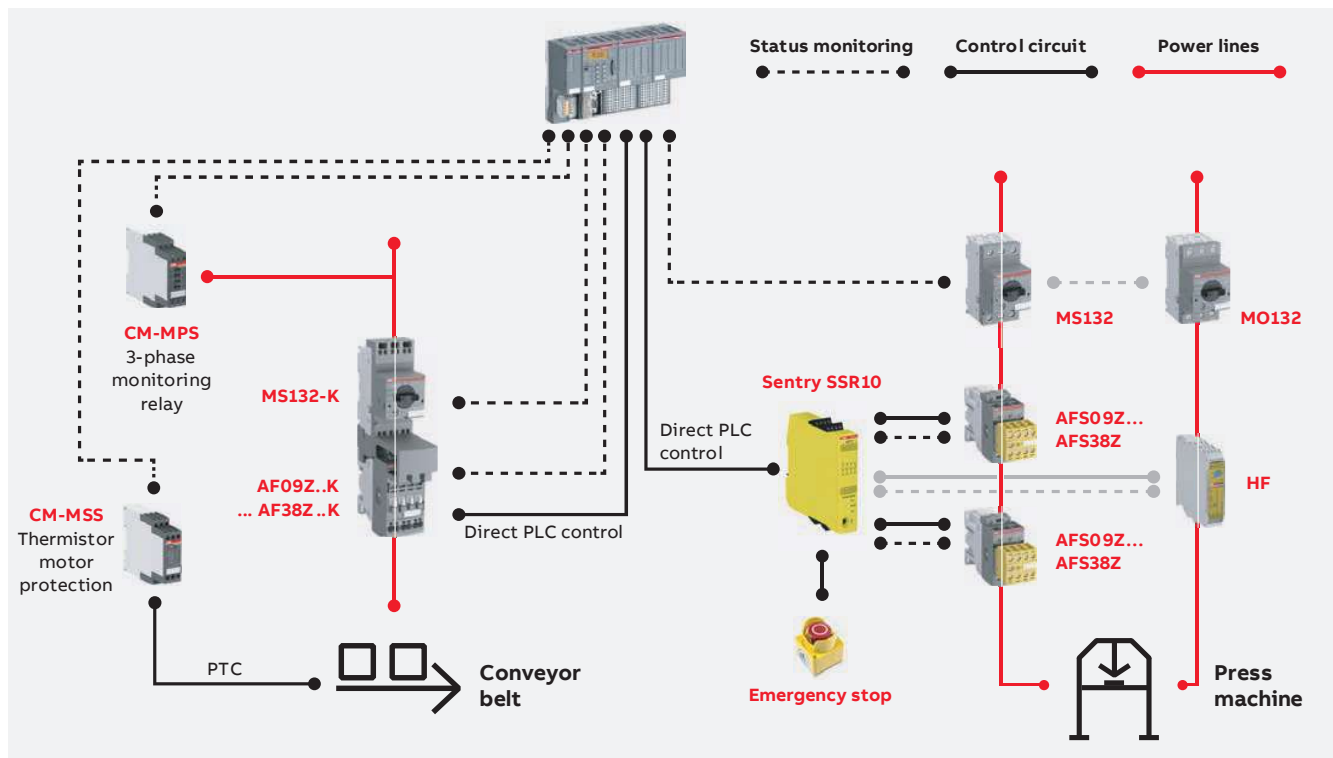 Status monitoring
Control circuit
Power lines
CM-MPS
3-phase
monitoring
relay
MS132-K
AF09Z..K
... AF38Z..K
Direct PLC control
CM-MSS
Thermistor
motor
protection
PTC
Conveyor
belt
Sentry SSR10
Direct PLC
control
Emergency stop
MS132
MO132
AFS09Z...
AFS38Z
HF
AFS09Z...
AFS38Z
Press
machine